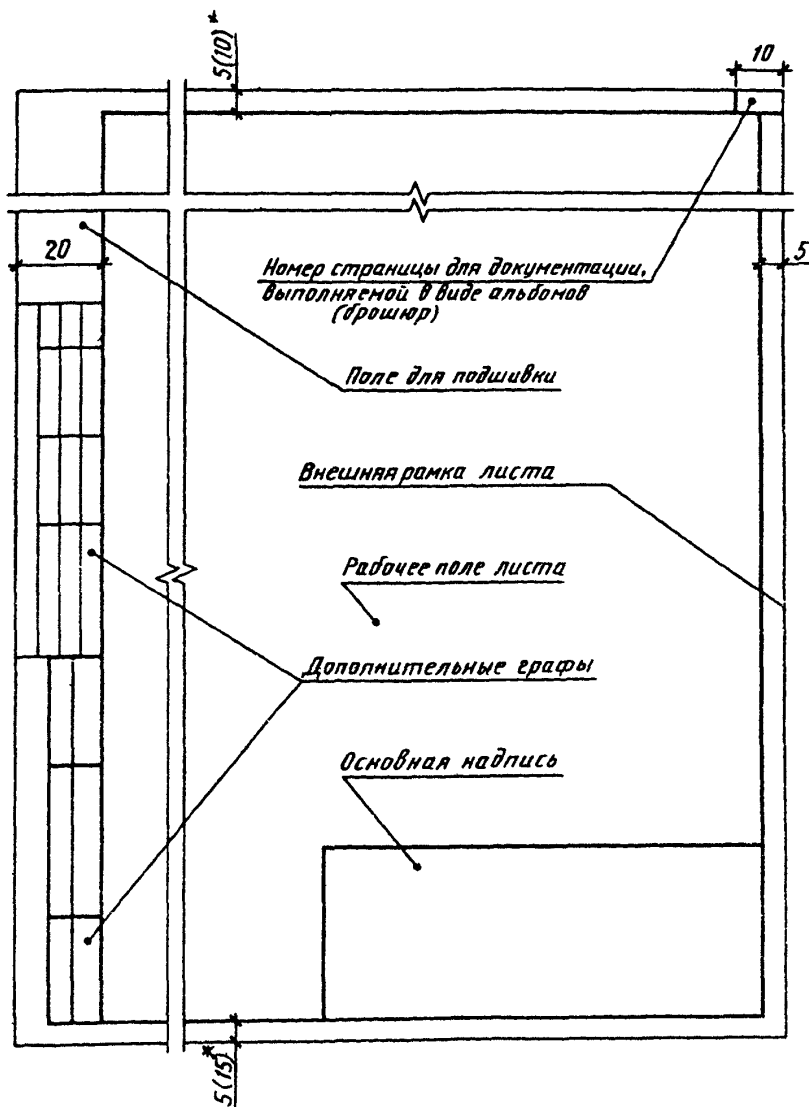 5(10)*
10
20
5
Номер страницы для документации,
выполняемой в виде альбомов
(брошюр)
Поле для подшивки
Внешняя рамка листа
Рабочее поле листа
Дополнительные графы
Основная надпись
5(15)*